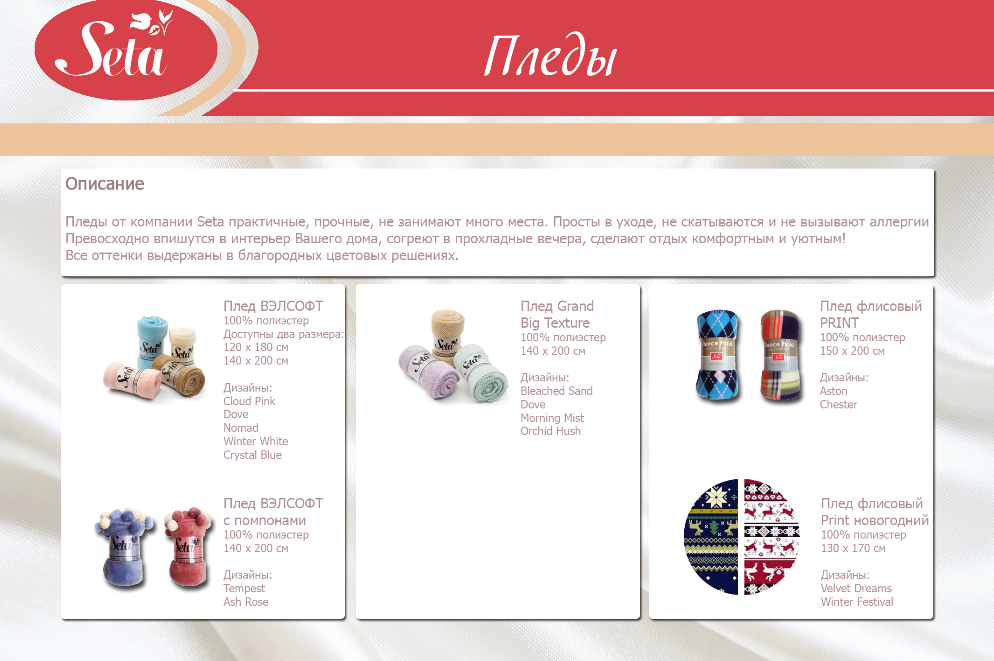 Seta
Пледы
Описание
Пледы от компании Seta практичные, прочные, не занимают много места. Просты в уходе, не скатываются и не вызывают аллергии
Превосходно впишутся в интерьер Вашего дома, согреют в прохладные вечера, сделают отдых комфортным и уютным!
Все оттенки выдержаны в благородных цветовых решениях.
Плед ВЭЛСОФТ
100% полиэстер
Доступны два размера:
120 x 180 см
140 x 200 см
Дизайны:
Cloud Pink
Dove
Nomad
Winter White
Crystal Blue
Seta
Seta
Плед ВЭЛСОФТ
с помпонами
100% полиэстер
140 x 200 см
Дизайны:
Tempest
Ash Rose
Seta
Seta
Плед Grand
Big Texture
100% полиэстер
140 x 200 см
Дизайны:
Bleached Sand
Dove
Morning Mist
Orchid Hush
Плед флисовый
PRINT
100% полиэстер
150 x 200 см
Дизайны:
Aston
Chester
Fleece Plaid
Плед флисовый
Print новогодний
100% полиэстер
130 x 170 см
Дизайны:
Velvet Dreams
Winter Festival